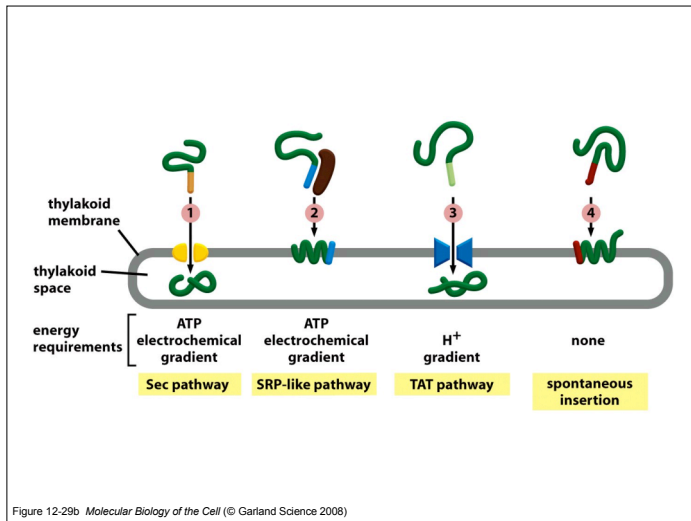 1
2
3
4
thylakoid
membrane
thylakoid
space
energy
requirements
ATP
electrochemical
gradient
ATP
electrochemical
gradient
H+
gradient
none
Sec pathway
SRP-like pathway
TAT pathway
spontaneous
insertion
Figure 12-29b Molecular Biology of the Cell (© Garland Science 2008)